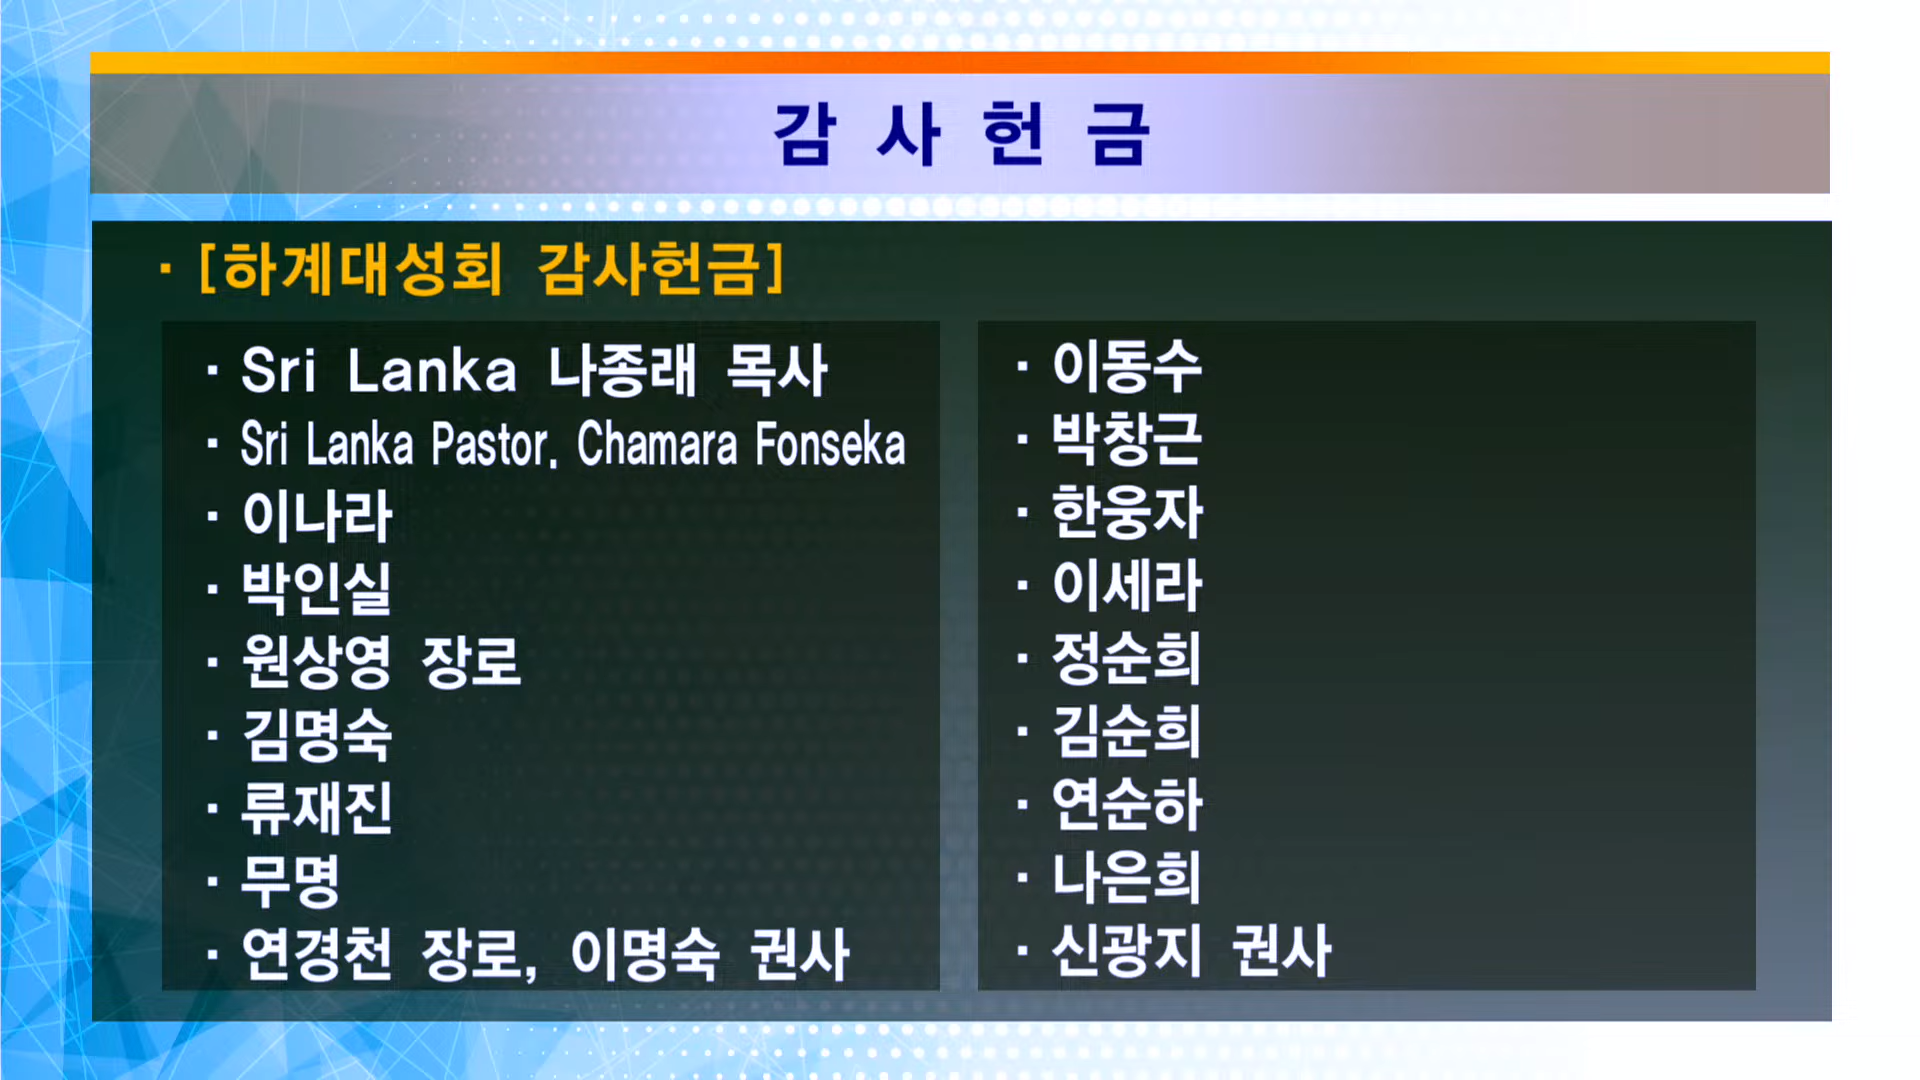 감 사 헌 금
· [하계대성회 감사헌금]
· Sri Lanka 나종래 목사
· Sri Lanka Pastor. Chamara Fonseka
· 이나라
· 박인실
· 원상영 장로
· 김명숙
· 류재진
· 무명
· 연경천 장로, 이명숙 권사
· 이동수
· 박창근
· 한웅자
· 이세라
· 정순희
· 김순희
· 연순하
· 나은희
· 신광지 권사